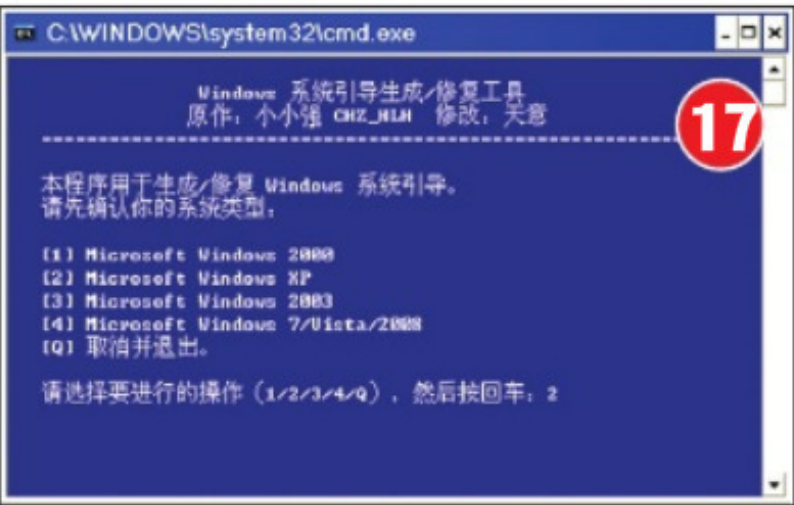 C:\WINDOWS\system32\cmd.exe
Windows 系统引导生成/修复工具
原作：小小强 CHZ_HLH 修改：天意
17
本程序用于生成/修复 Windows 系统引导。
请先确认你的系统类型：
[1] Microsoft Windows 2000
[2] Microsoft Windows XP
[3] Microsoft Windows 2003
[4] Microsoft Windows 7/Vista/2008
[Q] 取消并退出。
请选择要进行的操作（1/2/3/4/Q），然后按回车：2